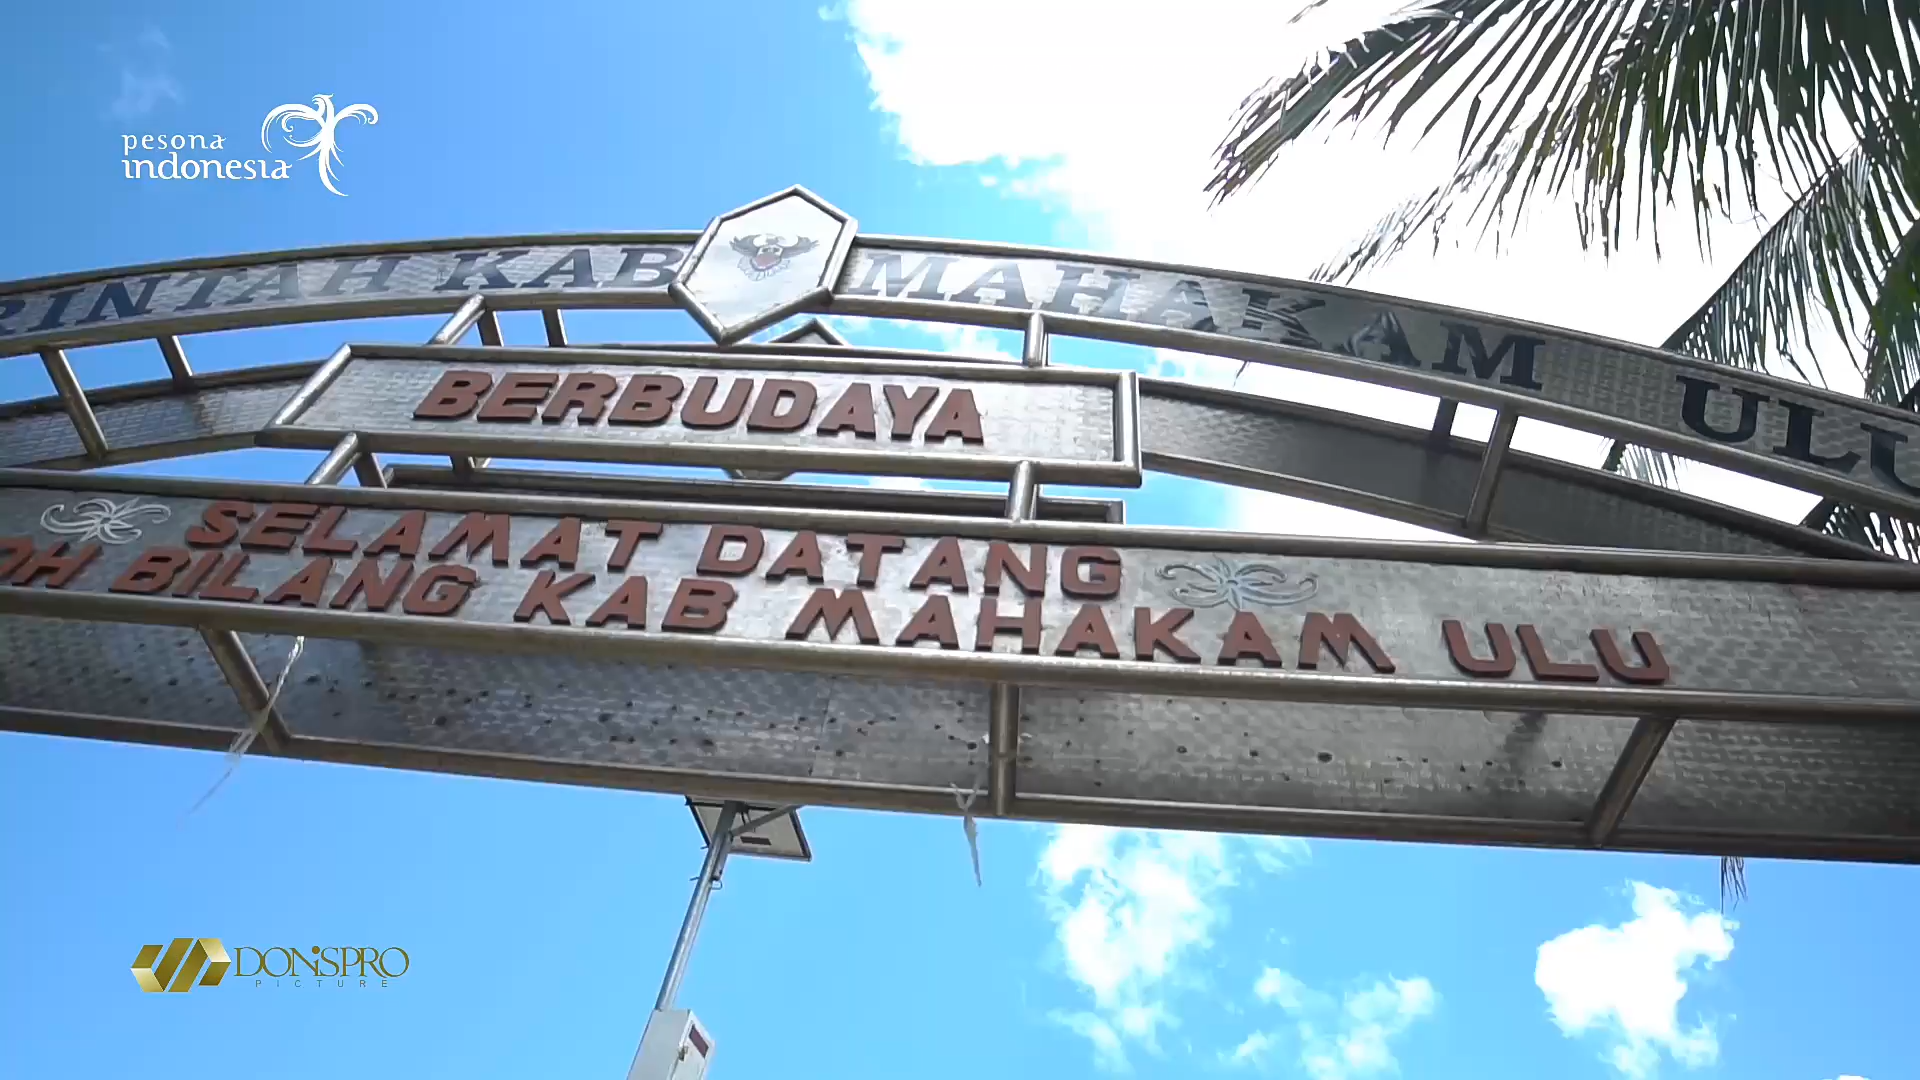 pesona
indonesia
RINTAH KAB MAHAKAM ULU
BERBUDAYA
SELAMAT DATANG
OH BILANG KAB MAHAKAM ULU
DONiSPRO
PICTURE